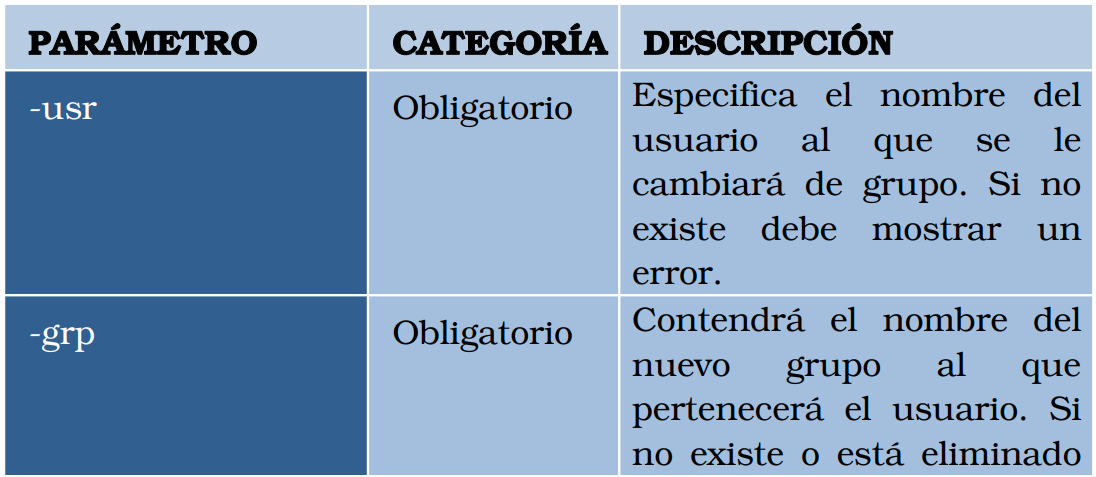 PARÁMETRO CATEGORÍA DESCRIPCIÓN
-usr Obligatorio Especifica el nombre del
usuario al que se le
cambiará de grupo. Si no
existe debe mostrar un
error.
-grp Obligatorio Contendrá el nombre del
nuevo grupo al que
pertenecerá el usuario. Si
no existe o está eliminado